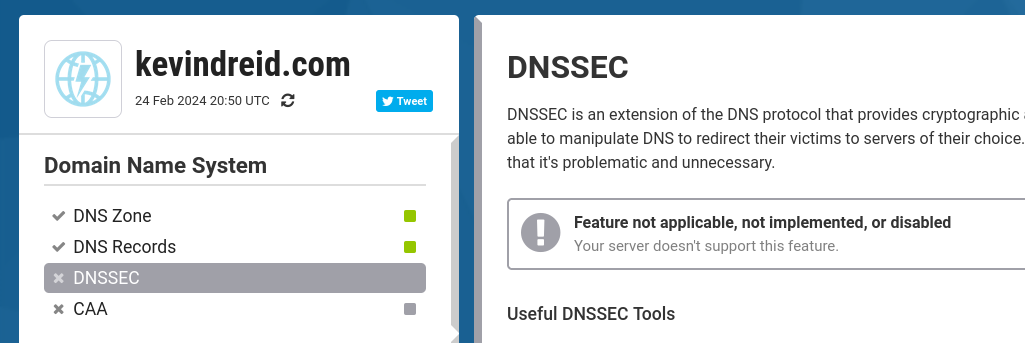 kevindreid.com
24 Feb 2024 20:50 UTC
Tweet
Domain Name System
DNS Zone
DNS Records
DNSSEC
CAA
DNSSEC
DNSSEC is an extension of the DNS protocol that provides cryptographic
able to manipulate DNS to redirect their victims to servers of their choice.
that it's problematic and unnecessary.
Feature not applicable, not implemented, or disabled
Your server doesn't support this feature.
Useful DNSSEC Tools